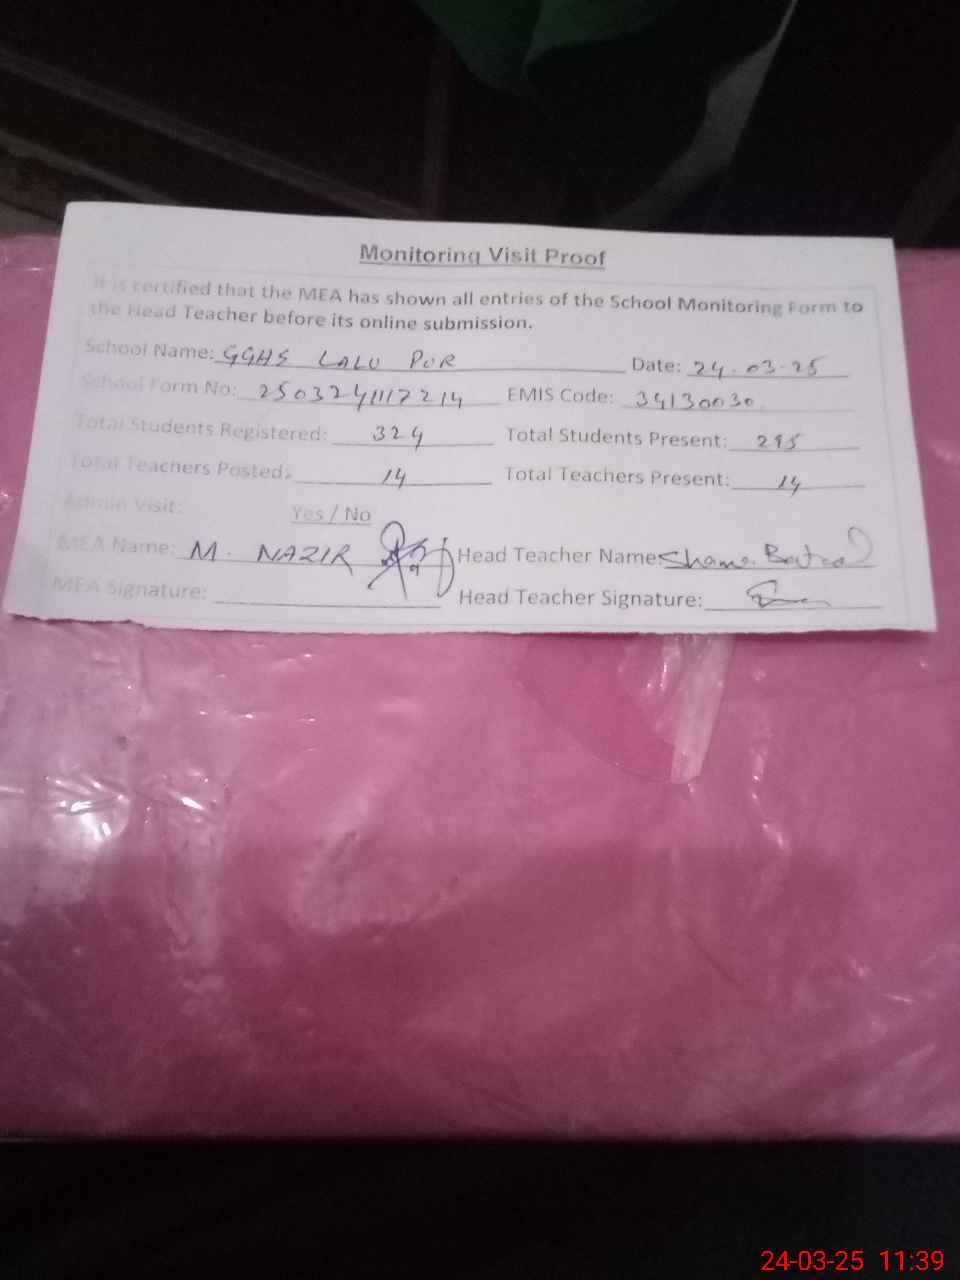 Monitoring Visit Proof
It is certified that the MEA has shown all entries of the School Monitoring Form to
the Head Teacher before its online submission.
School Name: GGHS LALU PUR Date: 24-03-25
School Form No: 2503241117214 EMIS Code: 34130030
Total Students Registered: 324 Total Students Present: 295
Total Teachers Posted: 14 Total Teachers Present: 14
Admin Visit: Yes / No
MEA Name: M. NAZIR Head Teacher Name: Shama
MEA Signature: Head Teacher Signature:
24-03-25 11:39